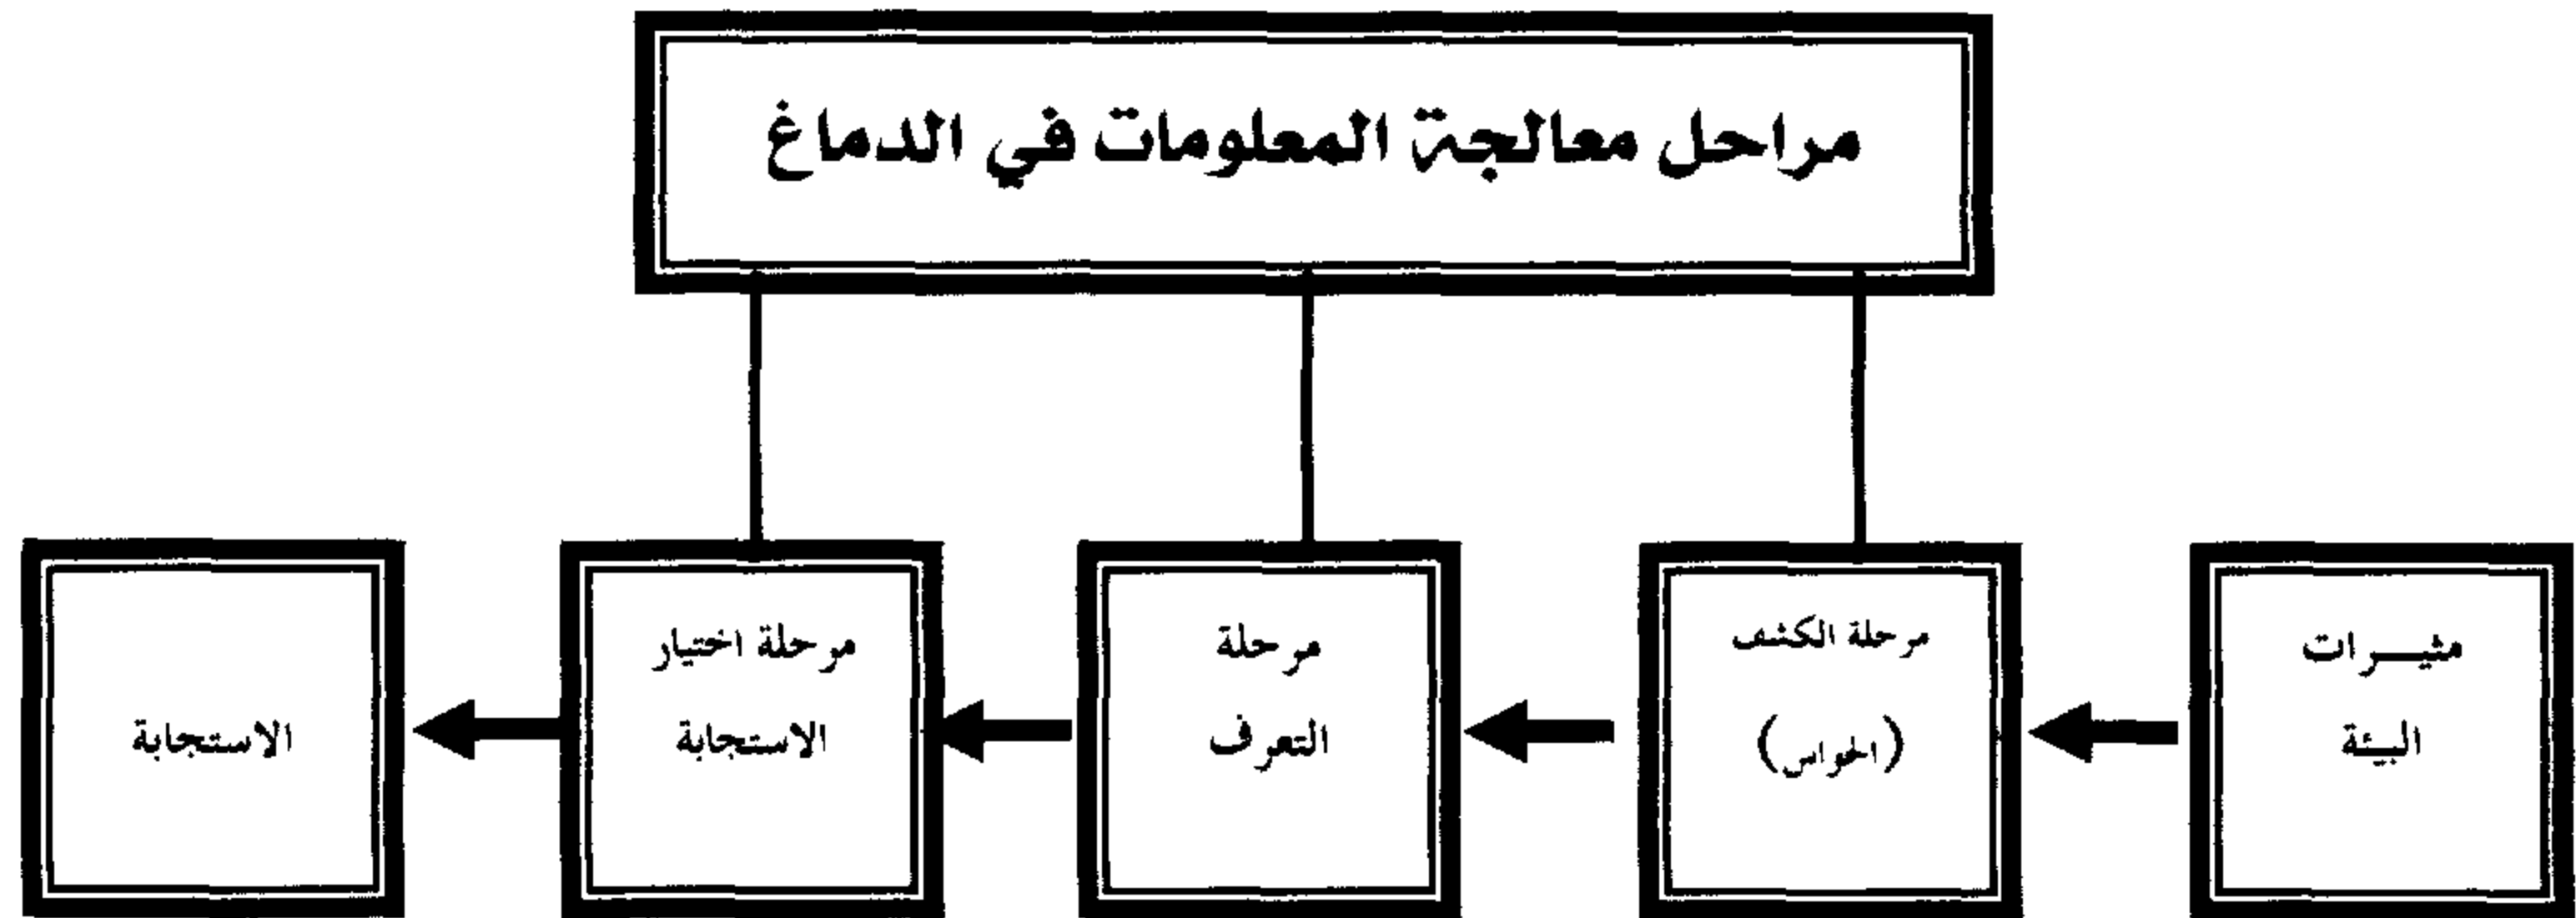 مراحل معالجة المعلومات في الدماغ
مثيـــرات
البيئة
مرحلة الكشف
(الحواس)
مرحلة
التعرف
مرحلة اختيار
الاستجابة
الاستجابة